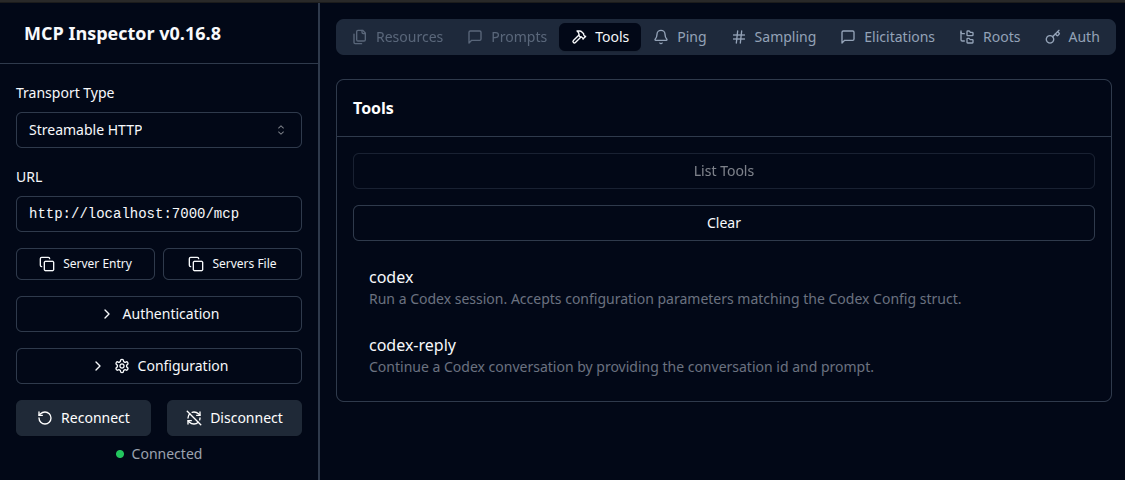 MCP Inspector v0.16.8
Transport Type
Streamable HTTP
URL
http://localhost:7000/mcp
Server Entry
Servers File
Authentication
Configuration
Reconnect
Disconnect
Connected
Resources
Prompts
Tools
Ping
Sampling
Elicitations
Roots
Auth
Tools
List Tools
Clear
codex
Run a Codex session. Accepts configuration parameters matching the Codex Config struct.
codex-reply
Continue a Codex conversation by providing the conversation id and prompt.